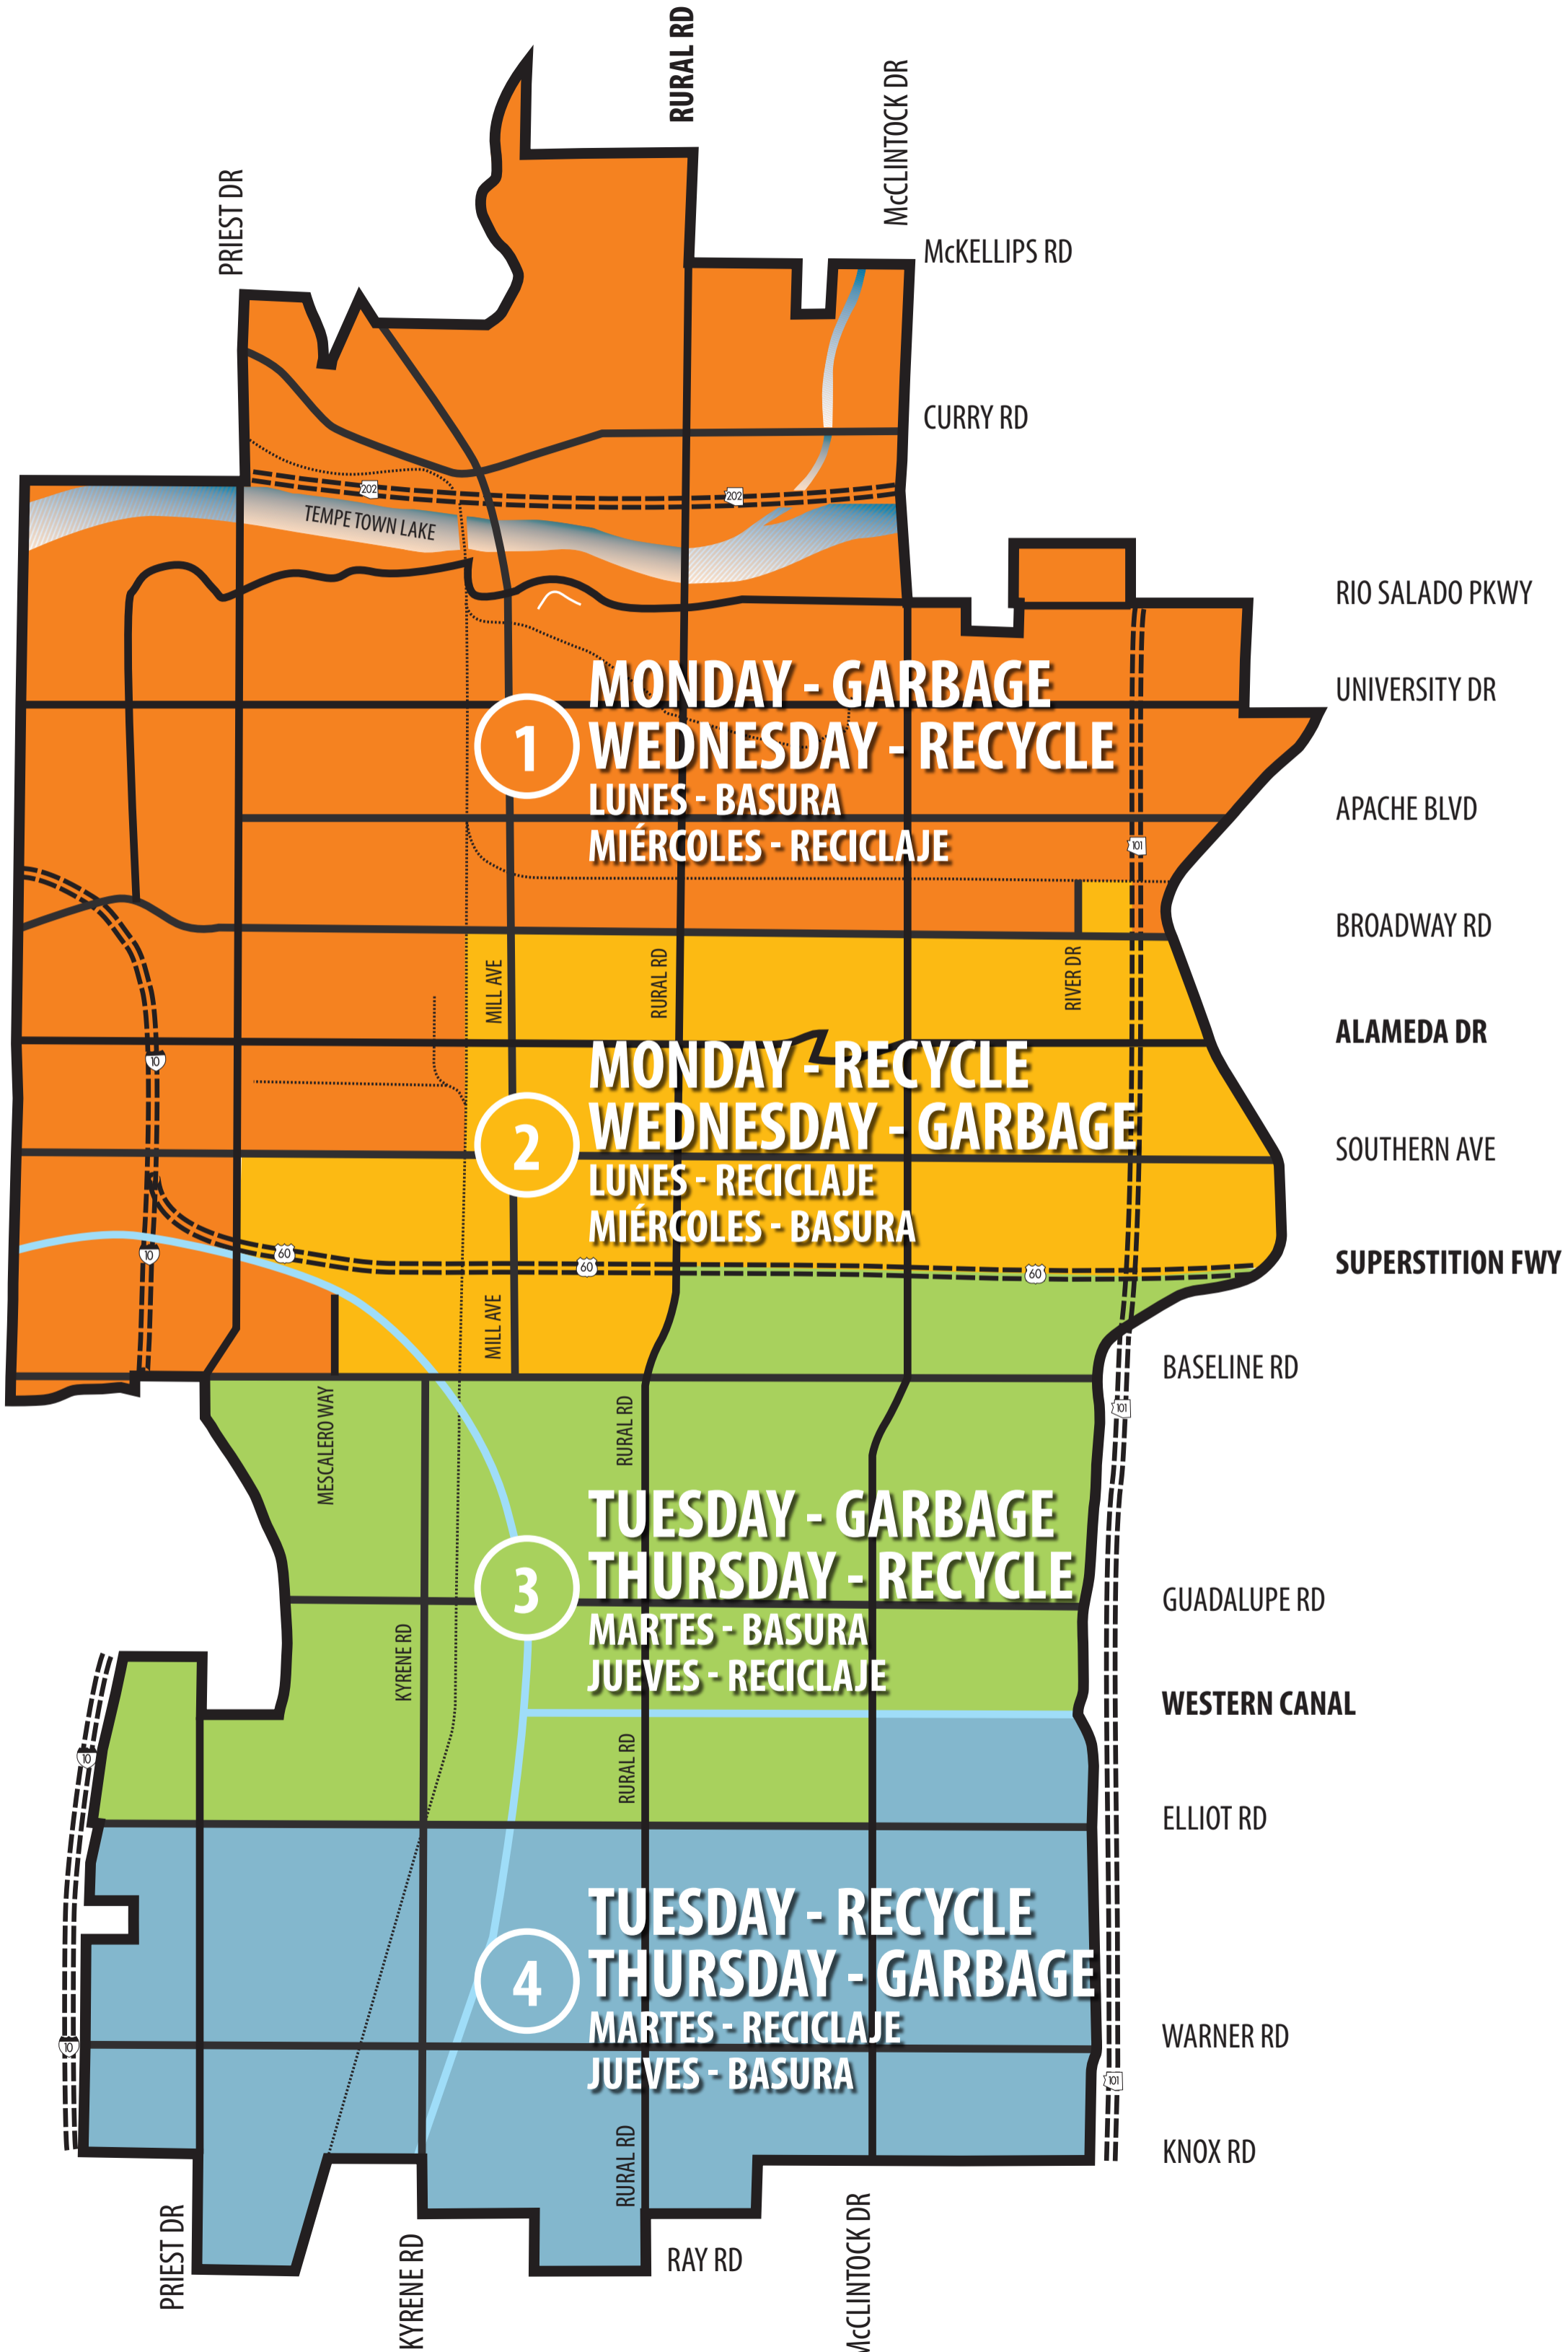 RURAL RD
McCLINTOCK DR
PRIEST DR
McKELLIPS RD
CURRY RD
202
202
TEMPE TOWN LAKE
RIO SALADO PKWY
UNIVERSITY DR
1
MONDAY - GARBAGE
WEDNESDAY - RECYCLE
LUNES - BASURA
MIÉRCOLES - RECICLAJE
APACHE BLVD
101
BROADWAY RD
MILL AVE
RURAL RD
RIVER DR
ALAMEDA DR
10
2
MONDAY - RECYCLE
WEDNESDAY - GARBAGE
LUNES - RECICLAJE
MIÉRCOLES - BASURA
SOUTHERN AVE
10
60
60
60
SUPERSTITION FWY
MILL AVE
BASELINE RD
MESCALERO WAY
RURAL RD
101
3
TUESDAY - GARBAGE
THURSDAY - RECYCLE
MARTES - BASURA
JUEVES - RECICLAJE
GUADALUPE RD
KYRENE RD
WESTERN CANAL
10
RURAL RD
ELLIOT RD
4
TUESDAY - RECYCLE
THURSDAY - GARBAGE
MARTES - RECICLAJE
JUEVES - BASURA
10
WARNER RD
101
KNOX RD
RURAL RD
PRIEST DR
KYRENE RD
RAY RD
McCLINTOCK DR